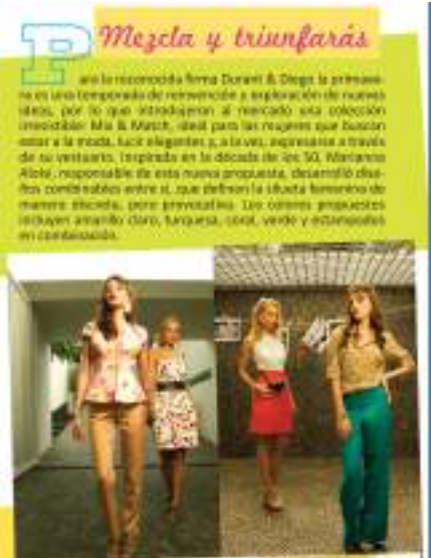 Mezcla y triunfarás
Para la reconocida firma Durant & Diego la primave-
ra es una temporada de reinvención y exploración de nuevas
ideas, por lo que introdujeron al mercado una colección
irresistible: Mix & Match, ideal para las mujeres que buscan
estar a la moda, lucir elegantes y, a la vez, expresarse a través
de su vestuario. Inspirada en la década de los 50, Marianna
Aloisi, responsable de esta nueva propuesta, desarrolló dise-
ños combinables entre sí, que definen la silueta femenina de
manera discreta, pero provocativa. Los colores propuestos
incluyen amarillo claro, turquesa, coral, verde y estampados
en combinación.